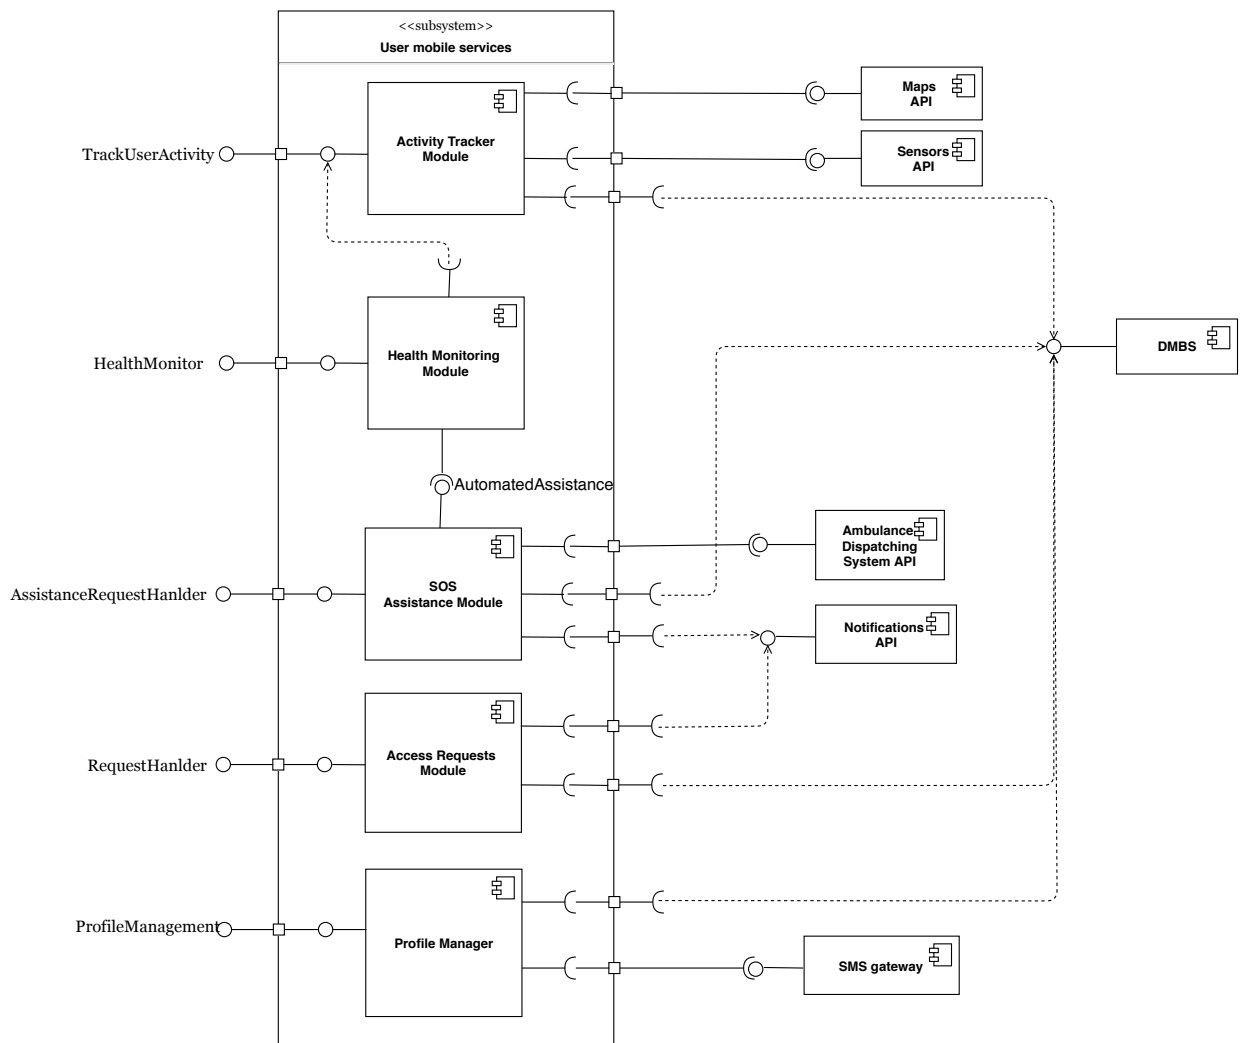 <<subsystem>>
User mobile services
Maps
API
Activity Tracker
Module
TrackUserActivity
Sensors
API
HealthMonitor
Health Monitoring
Module
DMBS
AutomatedAssistance
Ambulance
Dispatching
System API
AssistanceRequestHanlder
SOS
Assistance Module
Notifications
API
RequestHanlder
Access Requests
Module
ProfileManagement
Profile Manager
SMS gateway